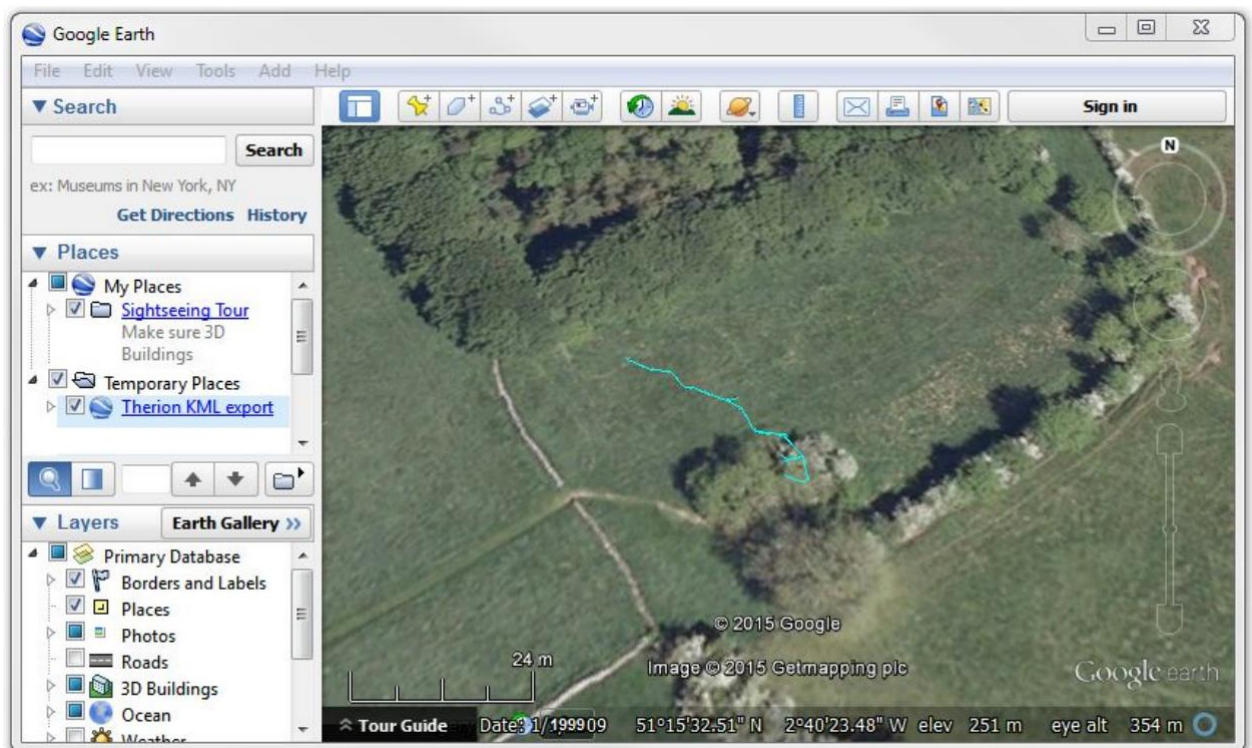 Google Earth
File Edit View Tools Add Help
▼ Search
Search
ex: Museums in New York, NY
Get Directions History
▼ Places
My Places
Sightseeing Tour
Make sure 3D
Buildings
Temporary Places
Therion KML export
▼ Layers
Earth Gallery >>
Primary Database
Borders and Labels
Places
Photos
Roads
3D Buildings
Ocean
Weather
Sign in
N
© 2015 Google
24 m
Image © 2015 Getmapping plc
Google earth
Tour Guide 1999 51°15'32.51" N 2°40'23.48" W elev 251 m eye alt 354 m